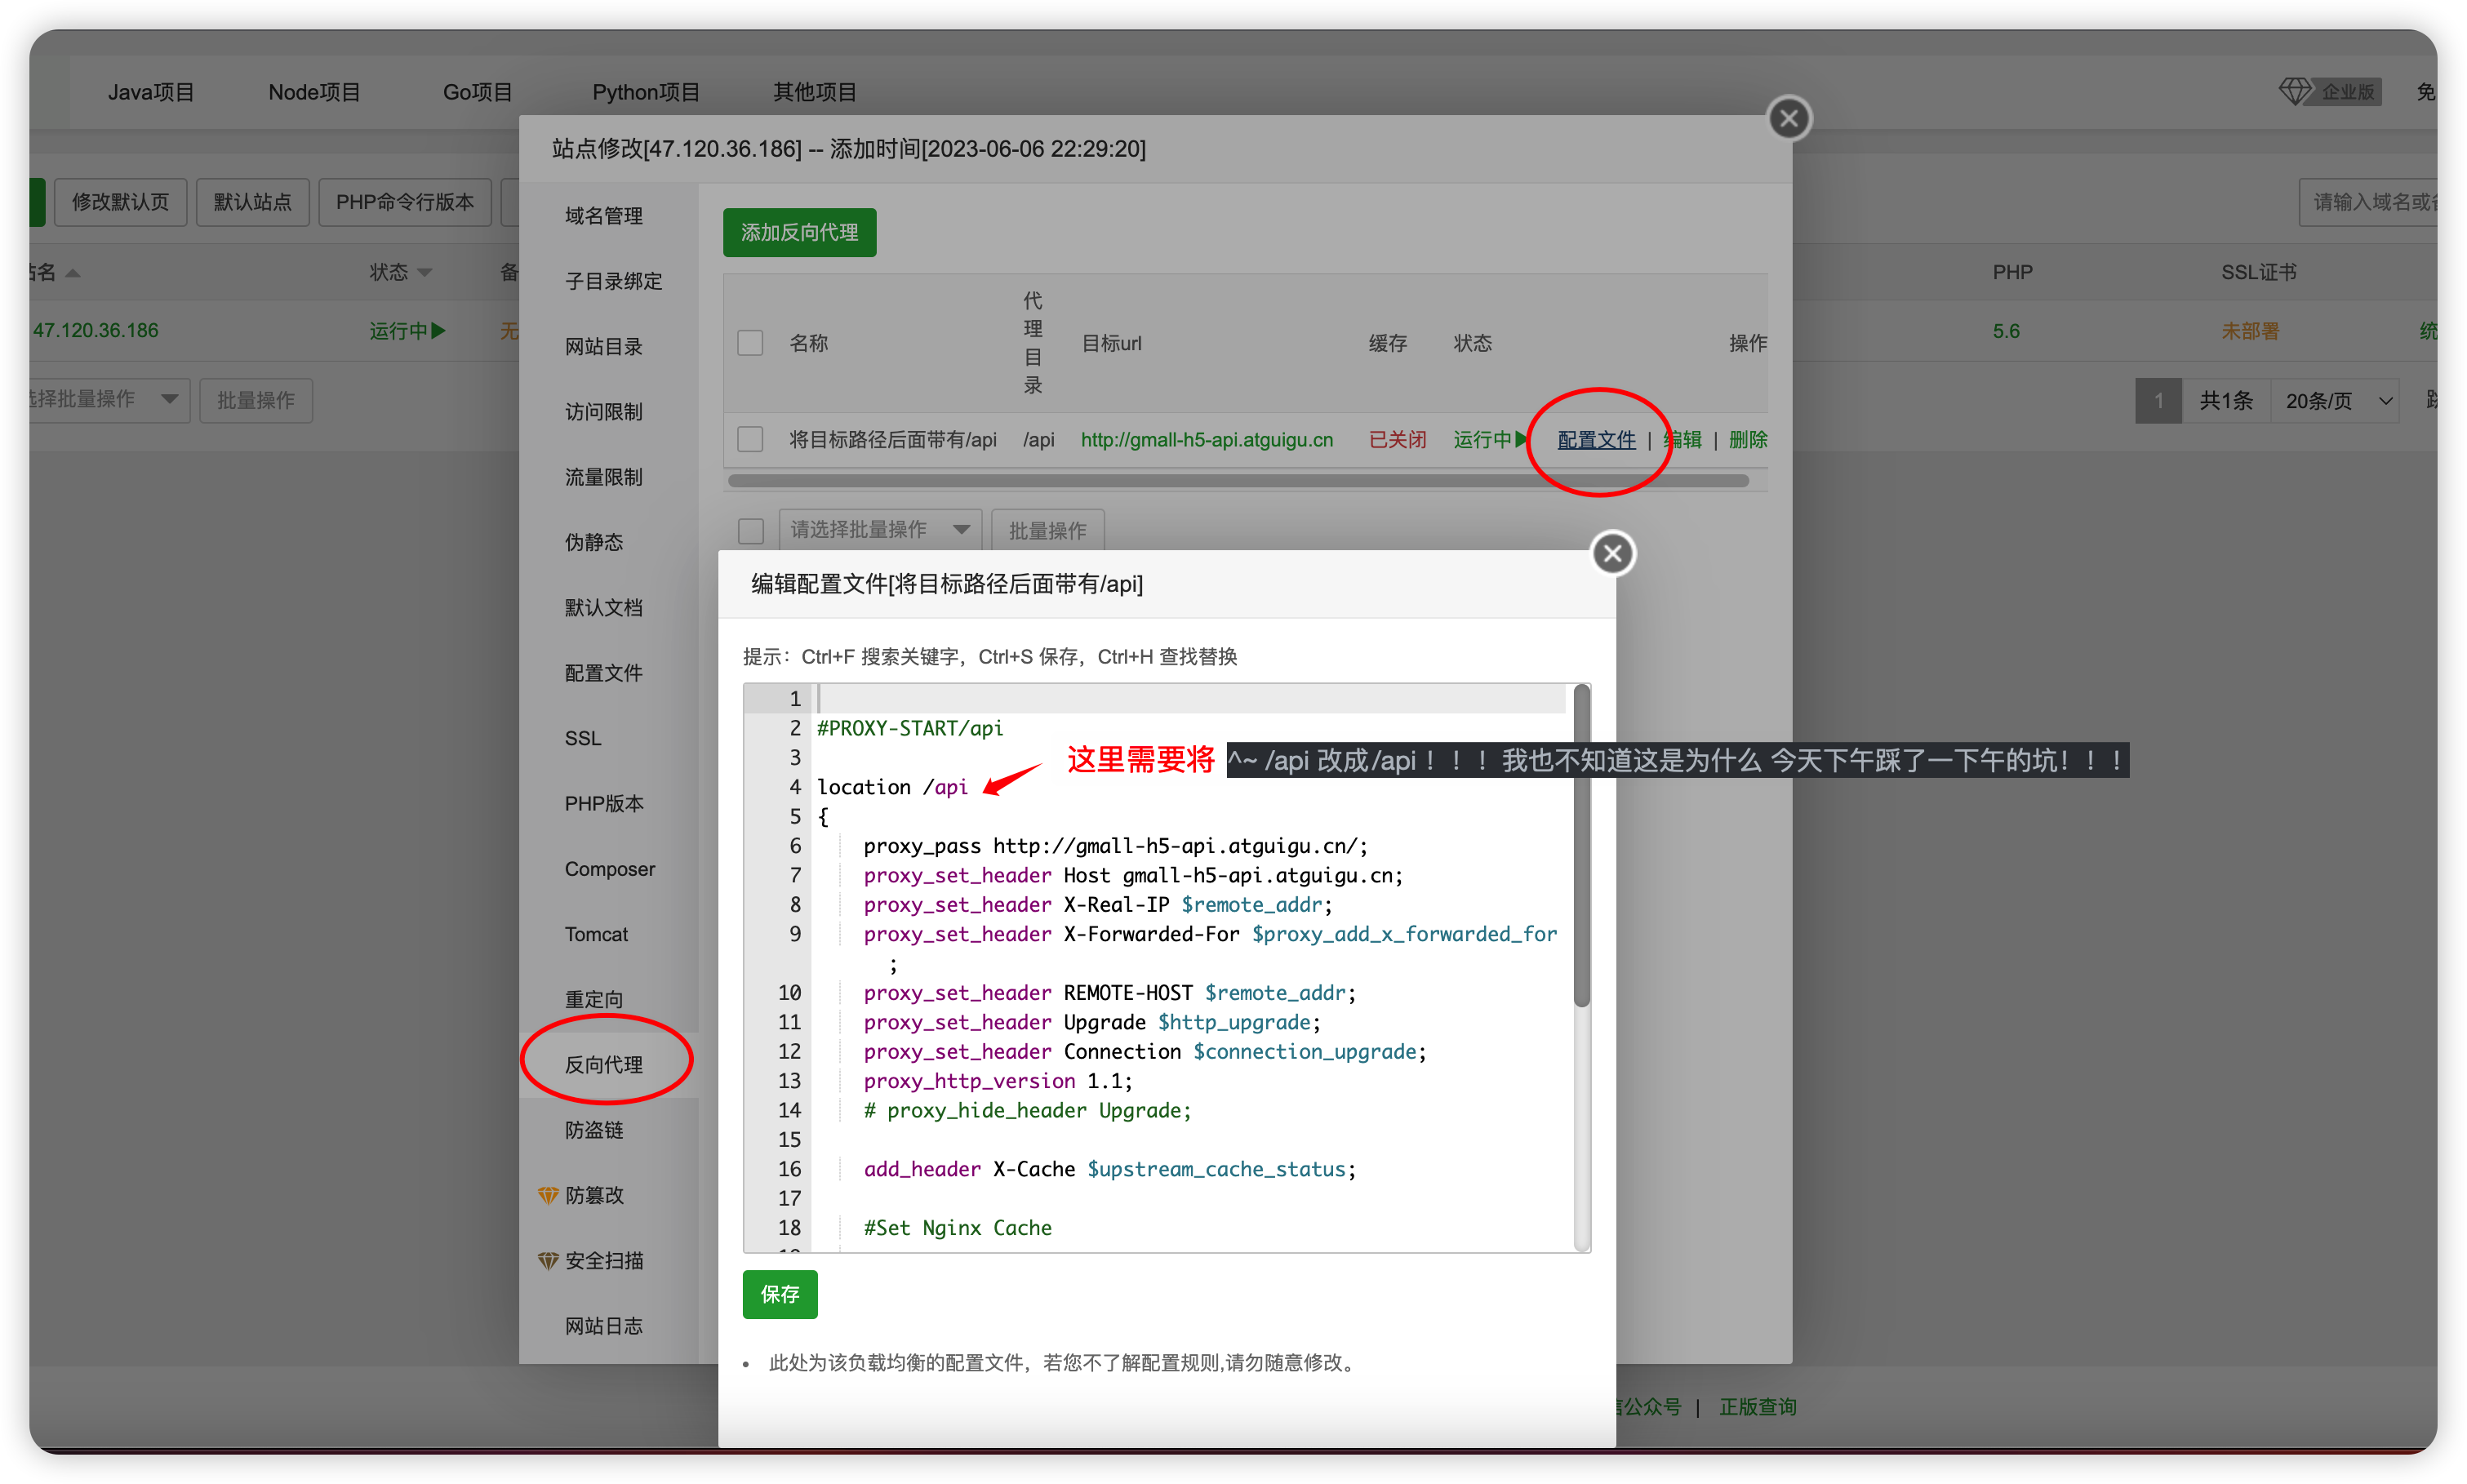 Java项目 Node项目 Go项目 Python项目 其他项目 企业版 免
站点修改[47.120.36.186] -- 添加时间[2023-06-06 22:29:20]
修改默认页 默认站点 PHP命令行版本 请输入域名或
名 状态 备 PHP SSL证书
47.120.36.186 运行中 无 5.6 未部署 统
选择批量操作 批量操作 1 共1条 20条/页
域名管理
子目录绑定
网站目录
访问限制
流量限制
伪静态
默认文档
配置文件
SSL
PHP版本
Composer
Tomcat
重定向
反向代理
防盗链
防篡改
安全扫描
网站日志
添加反向代理
名称 代理目录 目标url 缓存 状态 操作
将目标路径后面带有/api /api http://gmall-h5-api.atguigu.cn 已关闭 运行中 配置文件 | 编辑 | 删除
请选择批量操作 批量操作
编辑配置文件[将目标路径后面带有/api]
提示：Ctrl+F 搜索关键字，Ctrl+S 保存，Ctrl+H 查找替换
1
2 #PROXY-START/api
3
这里需要将 ^~ /api 改成/api！！！我也不知道这是为什么 今天下午踩了一下午的坑！！！
4 location /api
5 {
6 proxy_pass http://gmall-h5-api.atguigu.cn/;
7 proxy_set_header Host gmall-h5-api.atguigu.cn;
8 proxy_set_header X-Real-IP $remote_addr;
9 proxy_set_header X-Forwarded-For $proxy_add_x_forwarded_for
;
10 proxy_set_header REMOTE-HOST $remote_addr;
11 proxy_set_header Upgrade $http_upgrade;
12 proxy_set_header Connection $connection_upgrade;
13 proxy_http_version 1.1;
14 # proxy_hide_header Upgrade;
15
16 add_header X-Cache $upstream_cache_status;
17
18 #Set Nginx Cache
保存
• 此处为该负载均衡的配置文件，若您不了解配置规则,请勿随意修改。
信公众号 | 正版查询